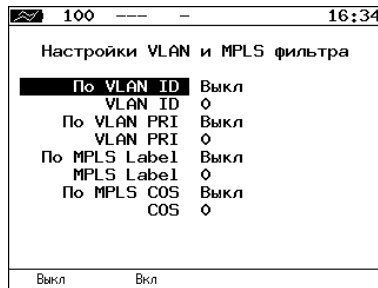 100 --- - 16:34
Настройки VLAN и MPLS фильтра
По VLAN ID Выкл
VLAN ID 0
По VLAN PRI Выкл
VLAN PRI 0
По MPLS Label Выкл
MPLS Label 0
По MPLS COS Выкл
COS 0
Выкл Вкл